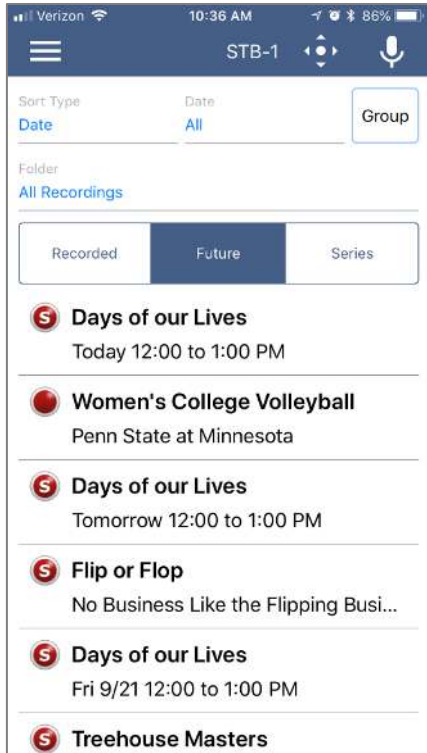 Verizon 10:36 AM 86%
STB-1
Sort Type Date
Date All Group
Folder
All Recordings
Recorded Future Series
S Days of our Lives
Today 12:00 to 1:00 PM
Women's College Volleyball
Penn State at Minnesota
S Days of our Lives
Tomorrow 12:00 to 1:00 PM
S Flip or Flop
No Business Like the Flipping Busi...
S Days of our Lives
Fri 9/21 12:00 to 1:00 PM
S Treehouse Masters